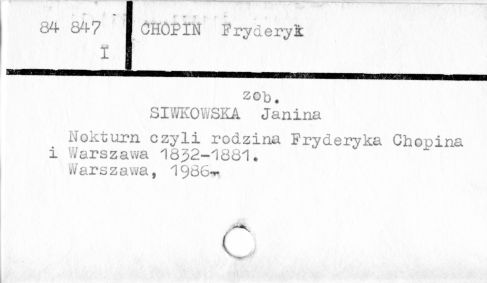 84 847 CHOPIN Fryderyk
I
zob.
SIWKOWSKA Janina
Nokturn czyli rodzina Fryderyka Chopina
i Warszawa 1832-1881.
Warszawa, 1986.